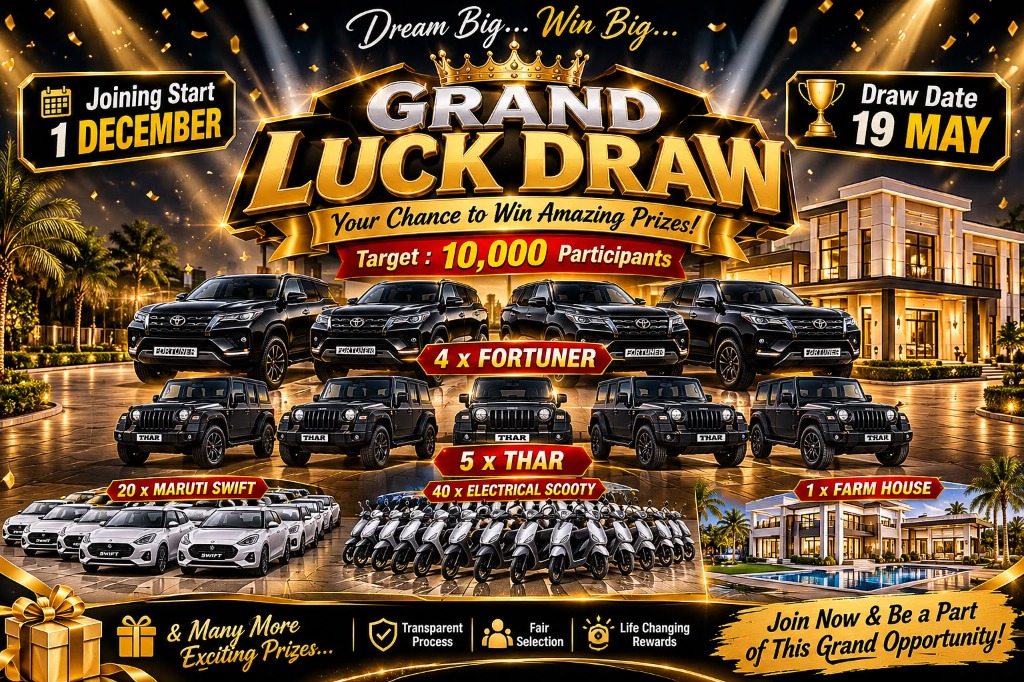 Dream Big... Win Big...
Joining Start
1 DECEMBER
GRAND
LUCK DRAW
Your Chance to Win Amazing Prizes!
Target : 10,000 Participants
Draw Date
19 MAY
FORTUNER FORTUNER FORTUNER FORTUNER
4 x FORTUNER
THAR THAR THAR THAR THAR
5 x THAR
20 x MARUTI SWIFT
40 x ELECTRICAL SCOOTY
1 x FARM HOUSE
SWIFT SWIFT
& Many More
Exciting Prizes...
Transparent
Process
Fair
Selection
Life Changing
Rewards
Join Now & Be a Part
of This Grand Opportunity!